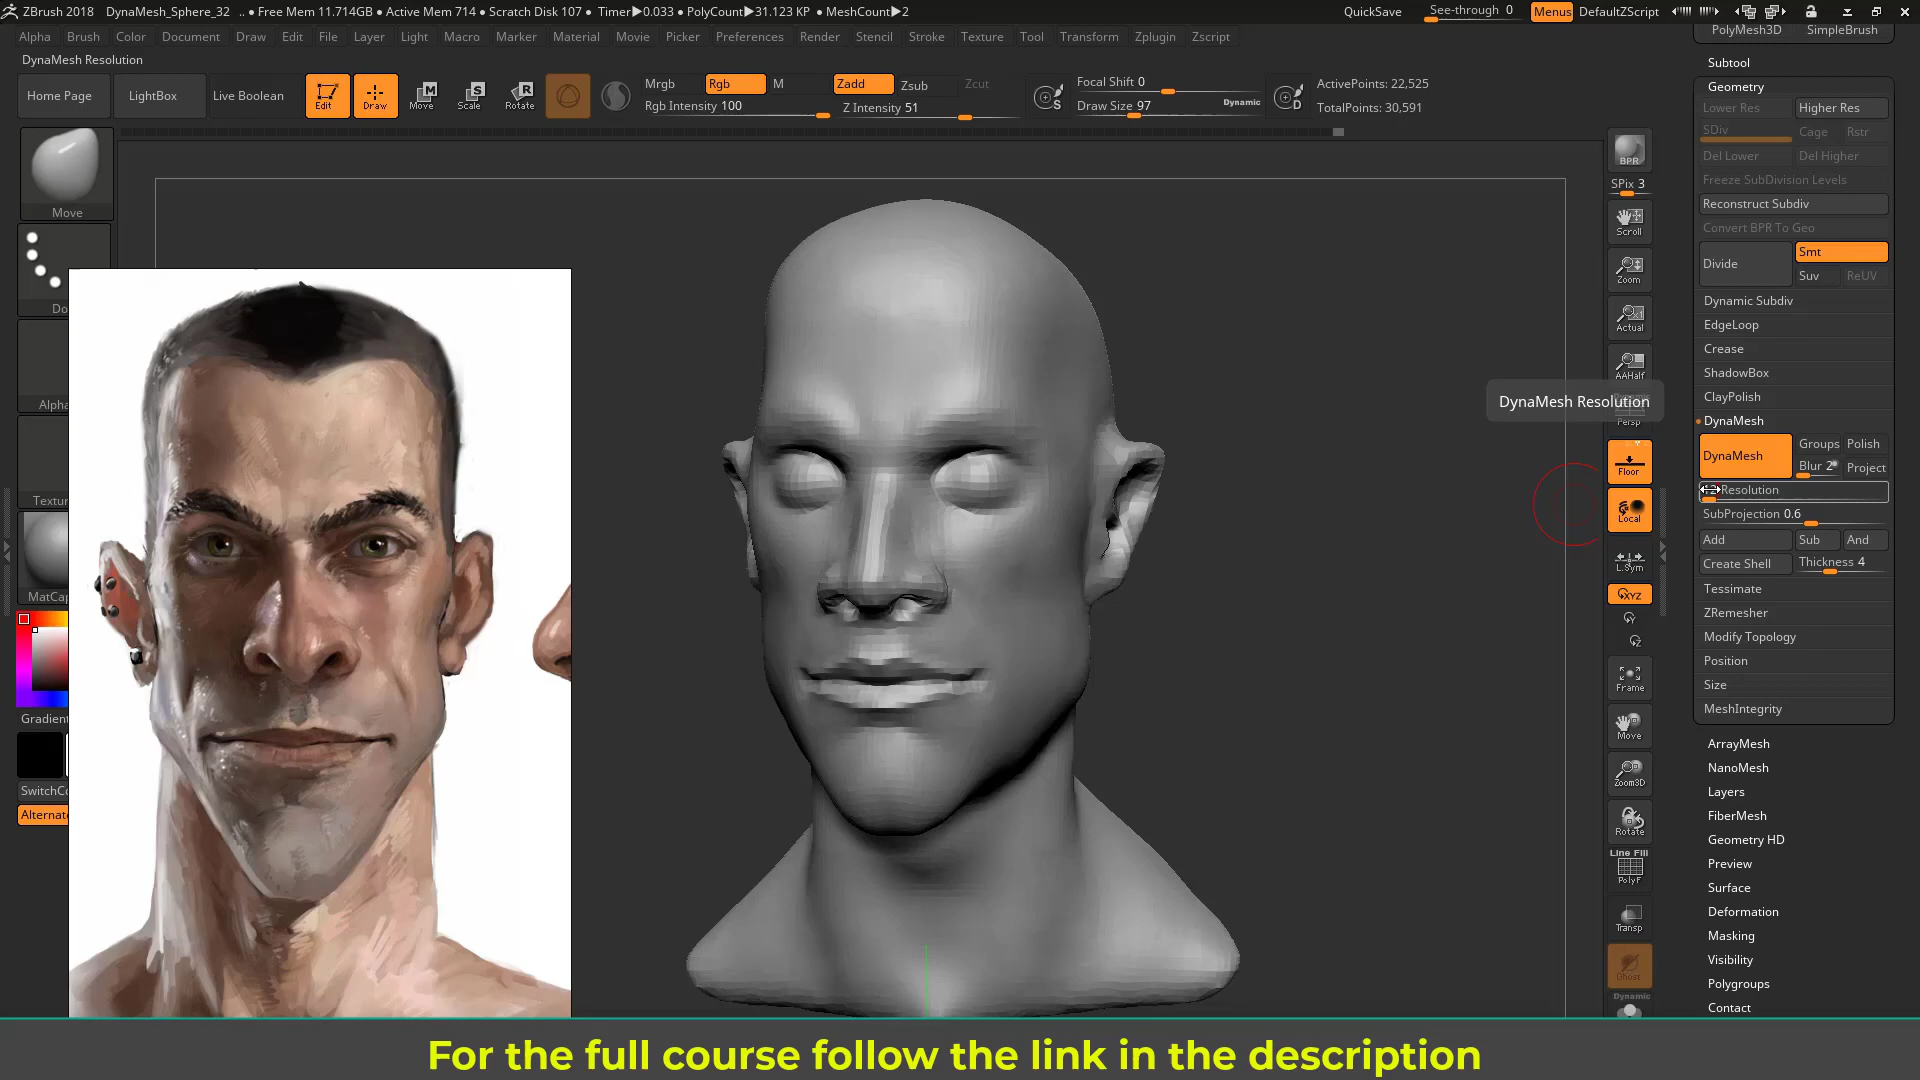 ZBrush 2018 DynaMesh_Sphere_32 .. • Free Mem 11.714GB • Active Mem 714 • Scratch Disk 107 • Timer▶0.033 • PolyCount▶31.123 KP • MeshCount▶2 QuickSave See-through 0 Menus DefaultZScript
Alpha Brush Color Document Draw Edit File Layer Light Macro Marker Material Movie Picker Preferences Render Stencil Stroke Texture Tool Transform Zplugin Zscript
DynaMesh Resolution
Home Page LightBox Live Boolean Edit Draw Move Scale Rotate
Mrgb Rgb M Zadd Zsub Zcut
Rgb Intensity 100 Z Intensity 51
Focal Shift 0
Draw Size 97 Dynamic
ActivePoints: 22,525
TotalPoints: 30,591
Move
Do
Alpha
Textur
MatCap
Gradient
SwitchCo
Alternate
BPR
SPix 3
Scroll
Zoom
Actual
AAHalf
Persp
DynaMesh Resolution
Floor
Local
L.Sym
XYZ
Y
Z
Frame
Move
Zoom3D
Rotate
Line Fill
PolyF
Transp
Ghost
Dynamic
PolyMesh3D SimpleBrush
Subtool
Geometry
Lower Res Higher Res
SDiv Cage Rstr
Del Lower Del Higher
Freeze SubDivision Levels
Reconstruct Subdiv
Convert BPR To Geo
Divide Smt
Suv ReUV
Dynamic Subdiv
EdgeLoop
Crease
ShadowBox
ClayPolish
DynaMesh
DynaMesh Groups Polish
Blur 2 Project
Resolution
SubProjection 0.6
Add Sub And
Create Shell Thickness 4
Tessimate
ZRemesher
Modify Topology
Position
Size
MeshIntegrity
ArrayMesh
NanoMesh
Layers
FiberMesh
Geometry HD
Preview
Surface
Deformation
Masking
Visibility
Polygroups
Contact
For the full course follow the link in the description